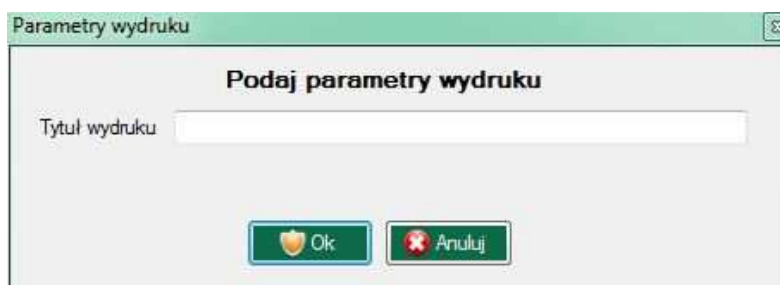 Parametry wydruku
Podaj parametry wydruku
Tytuł wydruku
Ok
Anuluj